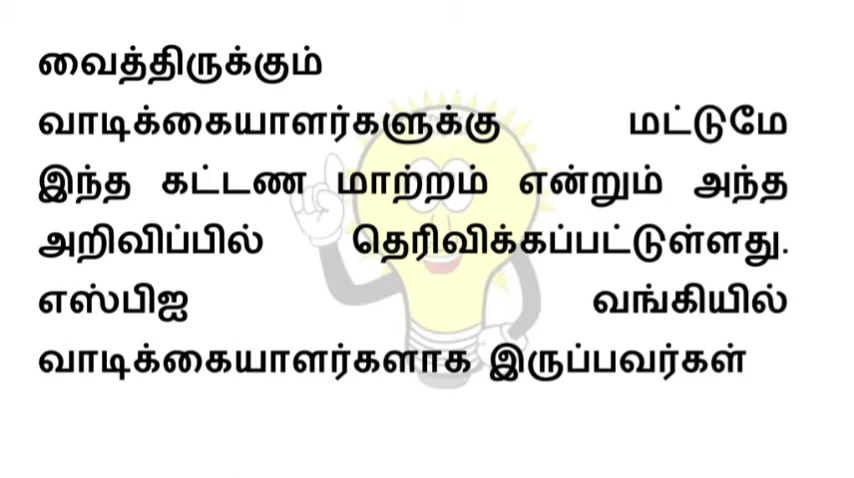 வைத்திருக்கும்
வாடிக்கையாளர்களுக்கு மட்டுமே
இந்த கட்டண மாற்றம் என்றும் அந்த
அறிவிப்பில் தெரிவிக்கப்பட்டுள்ளது.
எஸ்பிஐ வங்கியில்
வாடிக்கையாளர்களாக இருப்பவர்கள்